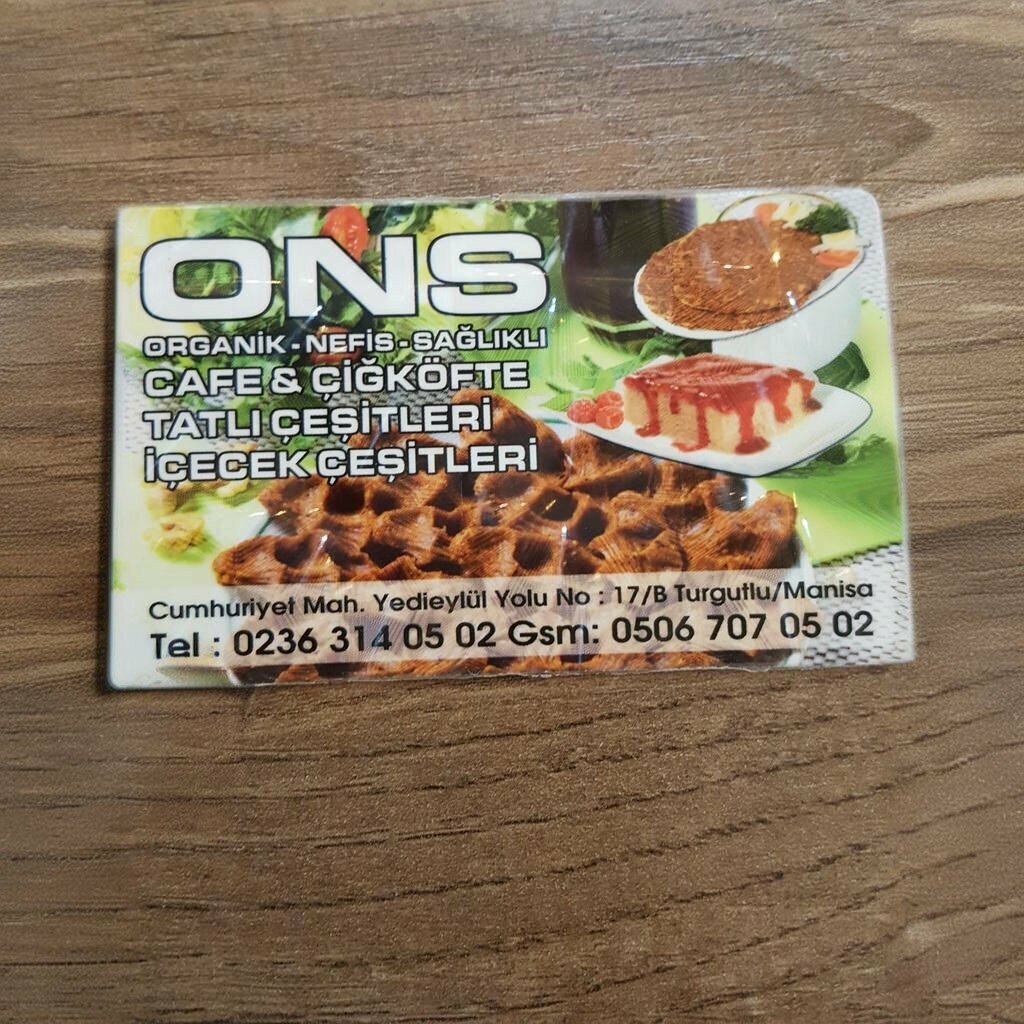 ONS
ORGANİK - NEFİS - SAĞLIKLI
CAFE & ÇİĞKÖFTE
TATLI ÇEŞİTLERİ
İÇECEK ÇEŞİTLERİ
Cumhuriyet Mah. Yedieylül Yolu No : 17/B Turgutlu/Manisa
Tel : 0236 314 05 02 Gsm: 0506 707 05 02